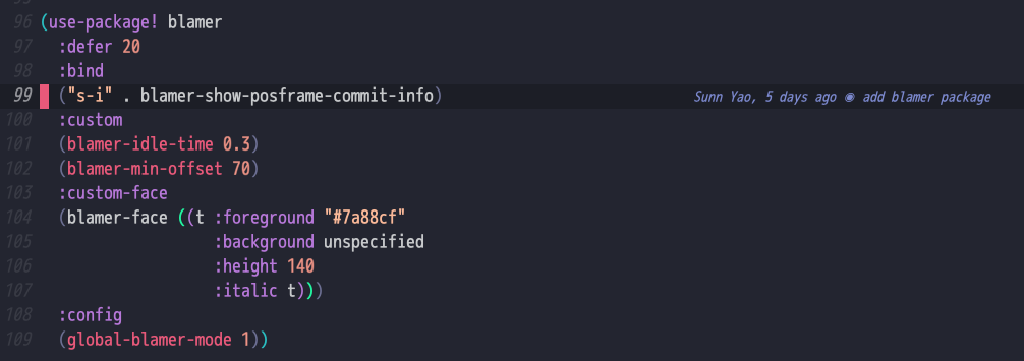 96 (use-package! blamer
97 :defer 20
98 :bind
99 ("s-i" . blamer-show-posframe-commit-info) Sunn Yao, 5 days ago ◉ add blamer package
100 :custom
101 (blamer-idle-time 0.3)
102 (blamer-min-offset 70)
103 :custom-face
104 (blamer-face ((t :foreground "#7a88cf"
105 :background unspecified
106 :height 140
107 :italic t)))
108 :config
109 (global-blamer-mode 1))